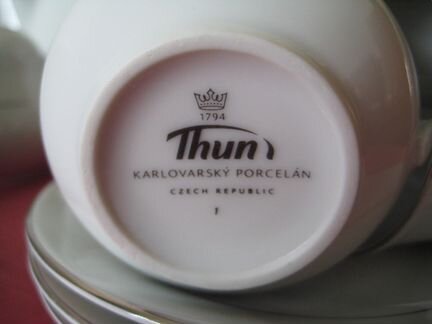 1794
Thun
KARLOVARSKÝ PORCELÁN
CZECH REPUBLIC
1